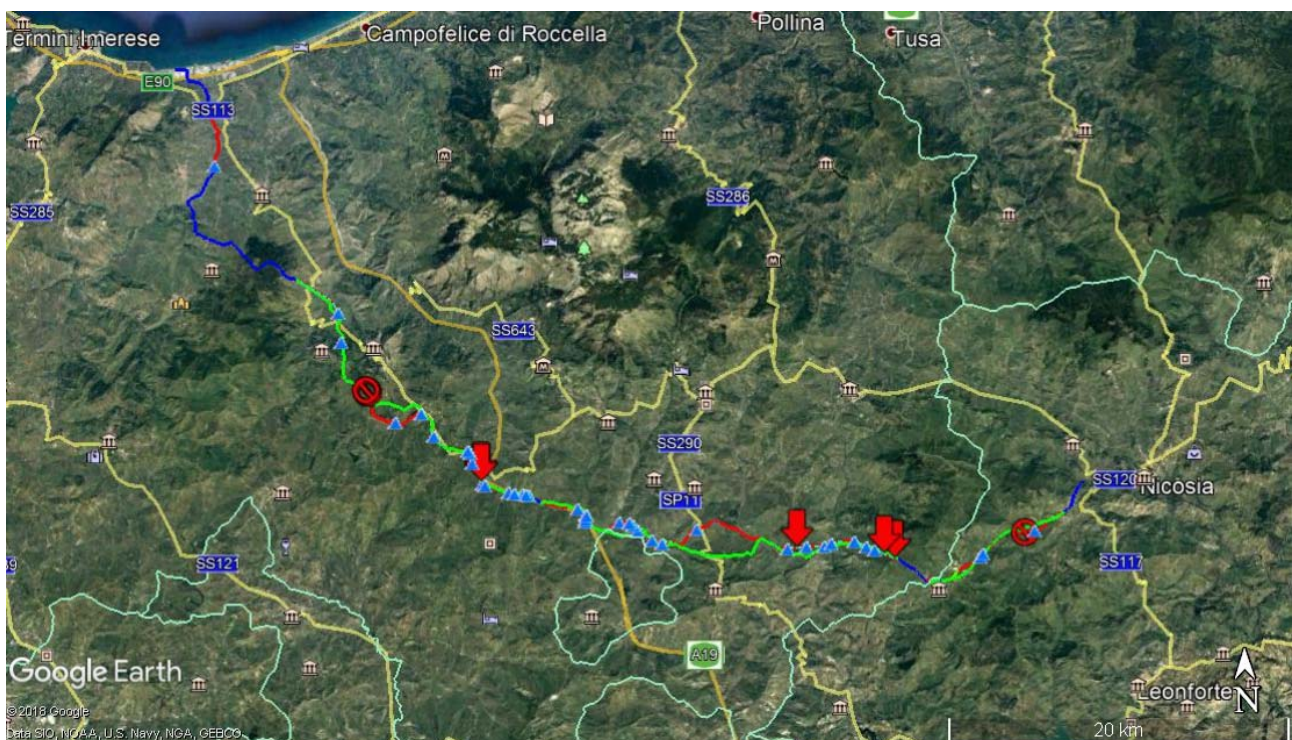 Termini Imerese
Campofelice di Roccella
Pollina
Tusa
E90
SS113
SS285
SS286
SS643
SS290
SP11
SS120
Nicosia
SS121
SS117
A19
Google Earth
Leonforte
N
© 2018 Google
Data SIO, NOAA, U.S. Navy, NGA, GEBCO
20 km